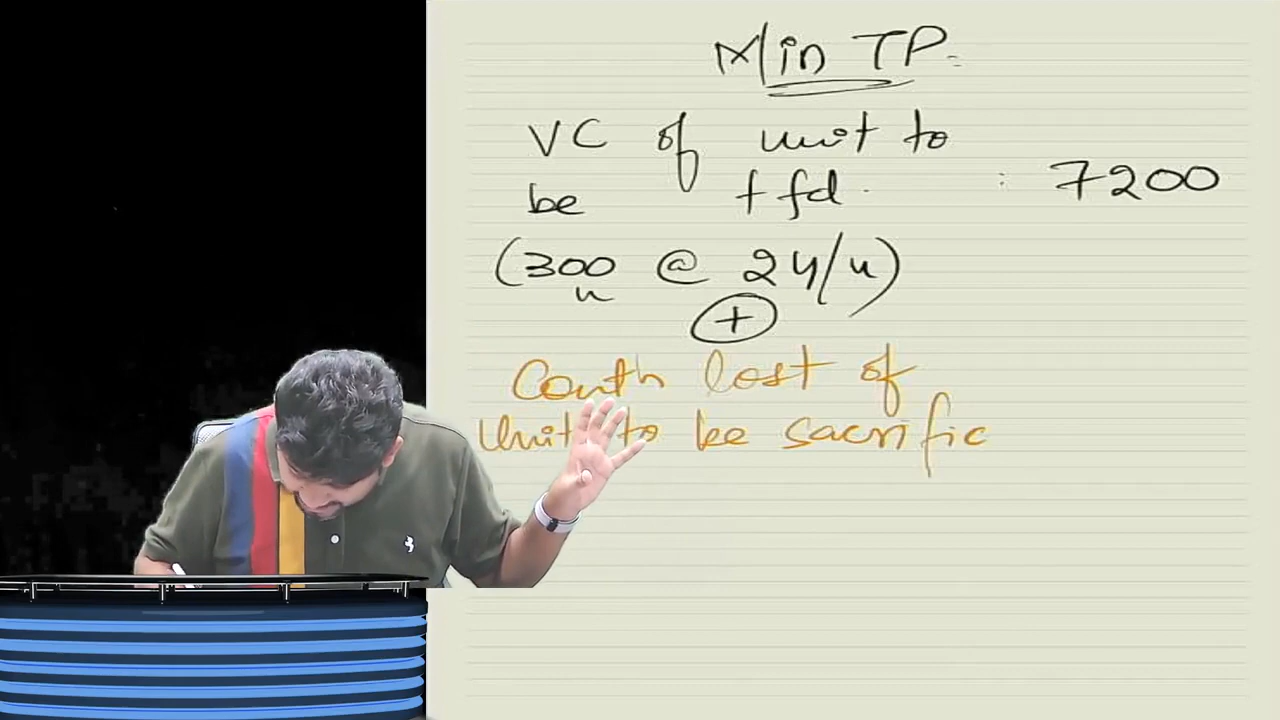 Min TP =
VC of unit to
be tfd. : 7200
(300 @ 24/u)
u
+
Contn lost of
Unit to be sacrific